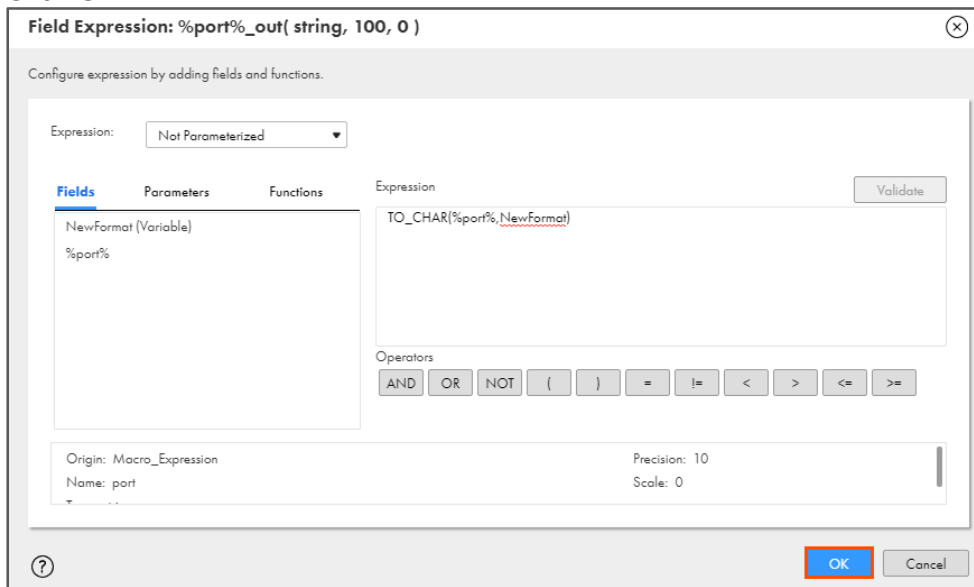 Field Expression: %port%_out( string, 100, 0 )
Configure expression by adding fields and functions.
Expression: Not Parameterized
Fields Parameters Functions
Expression
Validate
NewFormat (Variable)
%port%
TO_CHAR(%port%,NewFormat)
Operators
AND OR NOT ( ) = != < > <= >=
Origin: Macro_Expression
Precision: 10
Name: port
Scale: 0
?
OK Cancel